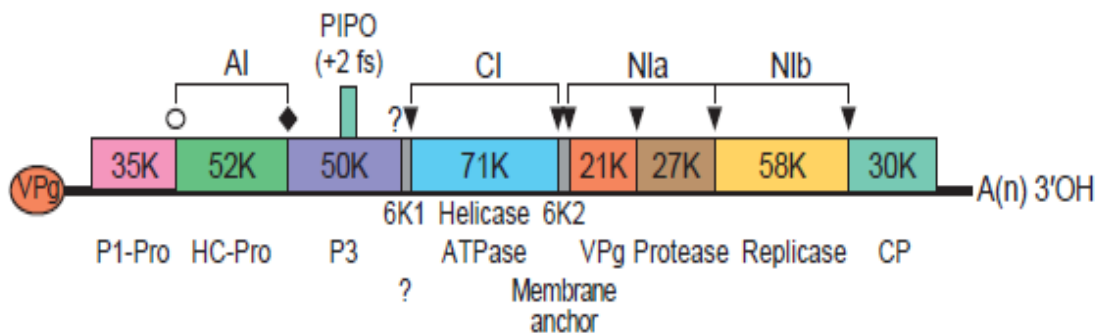 PIPO
(+2 fs)
AI
CI
NIa
NIb
?
35K 52K 50K 71K 21K 27K 58K 30K
VPg
A(n) 3'OH
6K1 Helicase 6K2
P1-Pro HC-Pro P3 ATPase VPg Protease Replicase CP
? Membrane
anchor